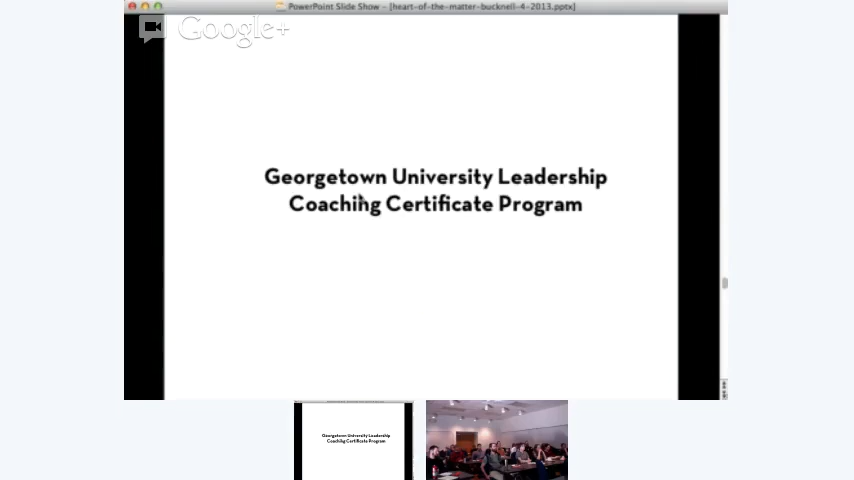 PowerPoint Slide Show - [heart-of-the-matter-bucknell-4-2013.pptx]
Google+
Georgetown University Leadership
Coaching Certificate Program
Georgetown University Leadership
Coaching Certificate Program